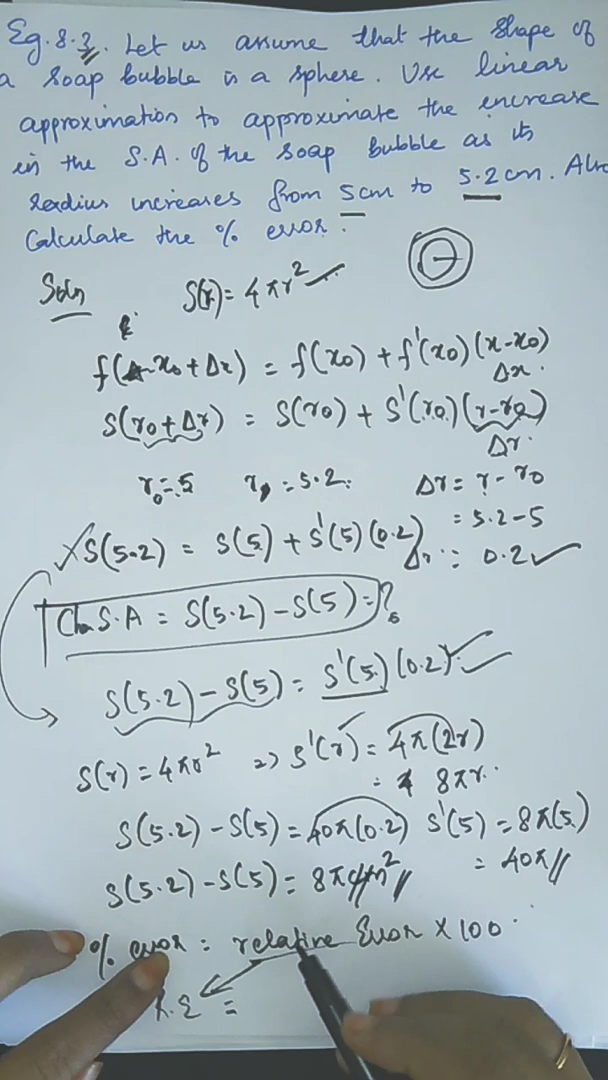 Eg. 8.3. Let us assume that the shape of
a soap bubble is a sphere. Use linear
approximation to approximate the increase
in the S.A. of the soap bubble as its
radius increases from 5cm to 5.2cm. Also
Calculate the % error.
Soln S(r) = 4πr²
f(x₀+Δx) = f(x₀) + f'(x₀)(x-x₀)
Δx.
S(r₀+Δr) = S(r₀) + S'(r₀)(r-r₀)
Δr.
r₀=5 r₁=5.2. Δr = r-r₀
= 5.2-5
S(5.2) = S(5) + S'(5)(0.2) Δr = 0.2 ✓
S.A = S(5.2) - S(5) = ?
S(5.2) - S(5) = S'(5)(0.2) ✓
S(r) = 4πr² => S'(r) = 4π(2r)
= 8πr.
S(5.2) - S(5) = 40π(0.2) S'(5) = 8π(5)
S(5.2) - S(5) = 8π cm² = 40π //
% error = relative Error × 100.
R.E =